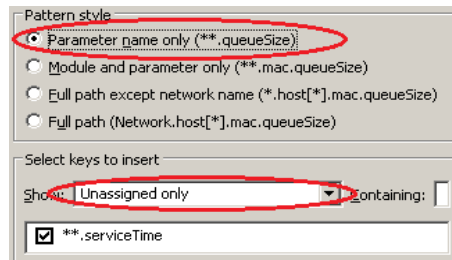 Pattern style
Parameter name only (**.queueSize)
Module and parameter only (**.mac.queueSize)
Full path except network name (*.host[*].mac.queueSize)
Full path (Network.host[*].mac.queueSize)
Select keys to insert
Show: Unassigned only Containing:
**.serviceTime